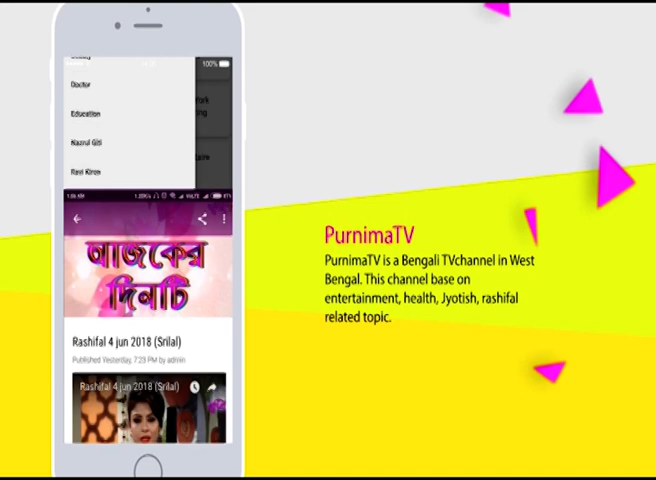 100%
Doctor
Education
Nazrul Giti
Ravi Kiron
আজকের
দিনটি
Rashifal 4 jun 2018 (Srilal)
Published Yesterday, 7:23 PM by admin
Rashifal 4 jun 2018 (Srilal)
PurnimaTV
PurnimaTV is a Bengali TVchannel in West
Bengal. This channel base on
entertainment, health, Jyotish, rashifal
related topic.